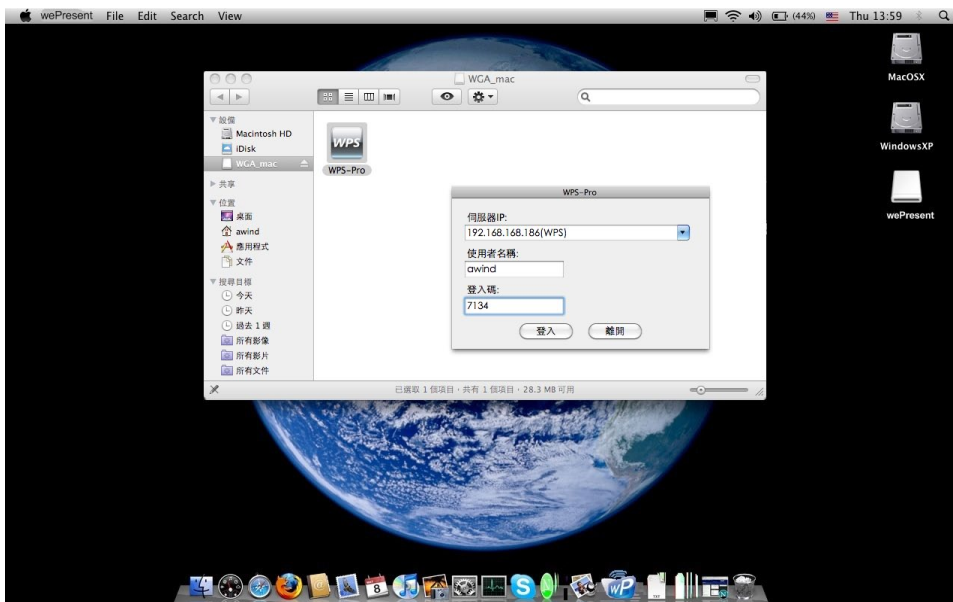 wePresent File Edit Search View
(44%) Thu 13:59
WGA_mac
設備
Macintosh HD
iDisk
WGA_mac
共享
位置
桌面
awind
應用程式
文件
搜尋目標
今天
昨天
過去 1 週
所有影像
所有影片
所有文件
WPS
WPS-Pro
WPS-Pro
伺服器IP:
192.168.168.186(WPS)
使用者名稱:
awind
登入碼:
7134
登入 離開
已選取 1 個項目，共有 1 個項目，28.3 MB 可用
MacOSX
WindowsXP
wePresent
8
S
wP